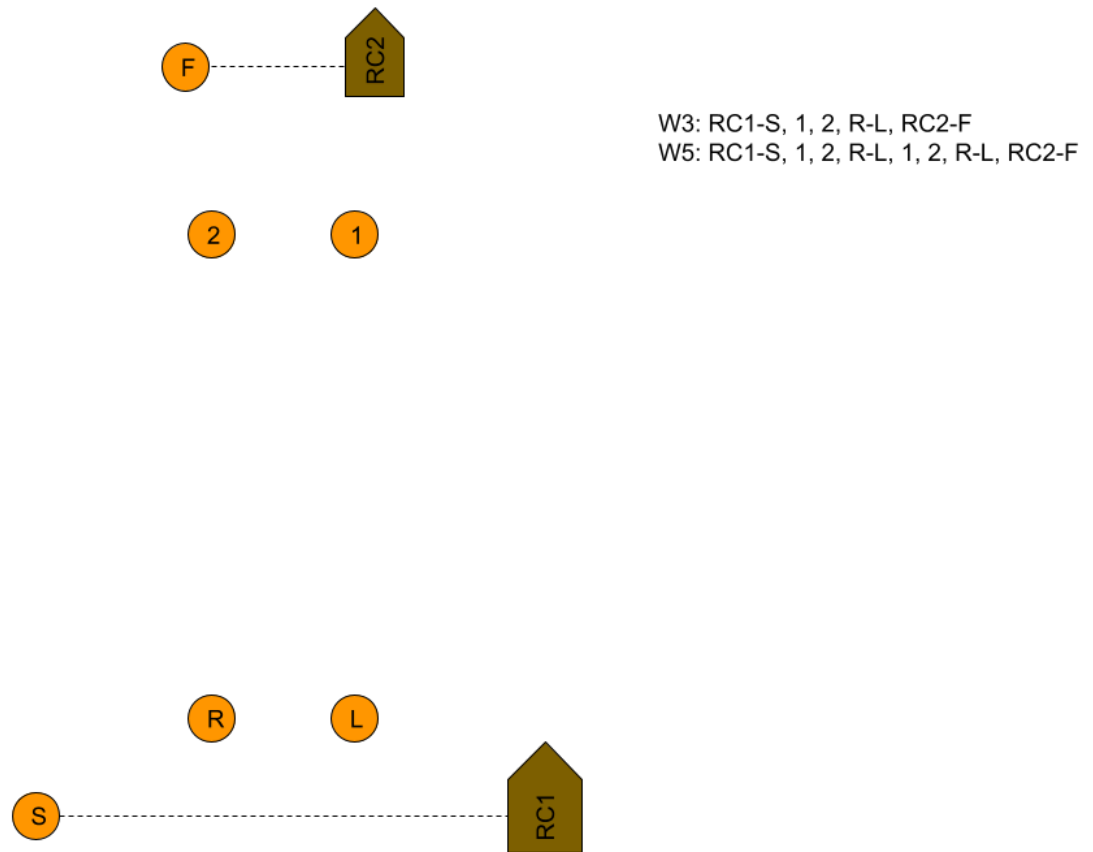 RC2
F
W3: RC1-S, 1, 2, R-L, RC2-F
W5: RC1-S, 1, 2, R-L, 1, 2, R-L, RC2-F
2
1
R
L
S
RC1